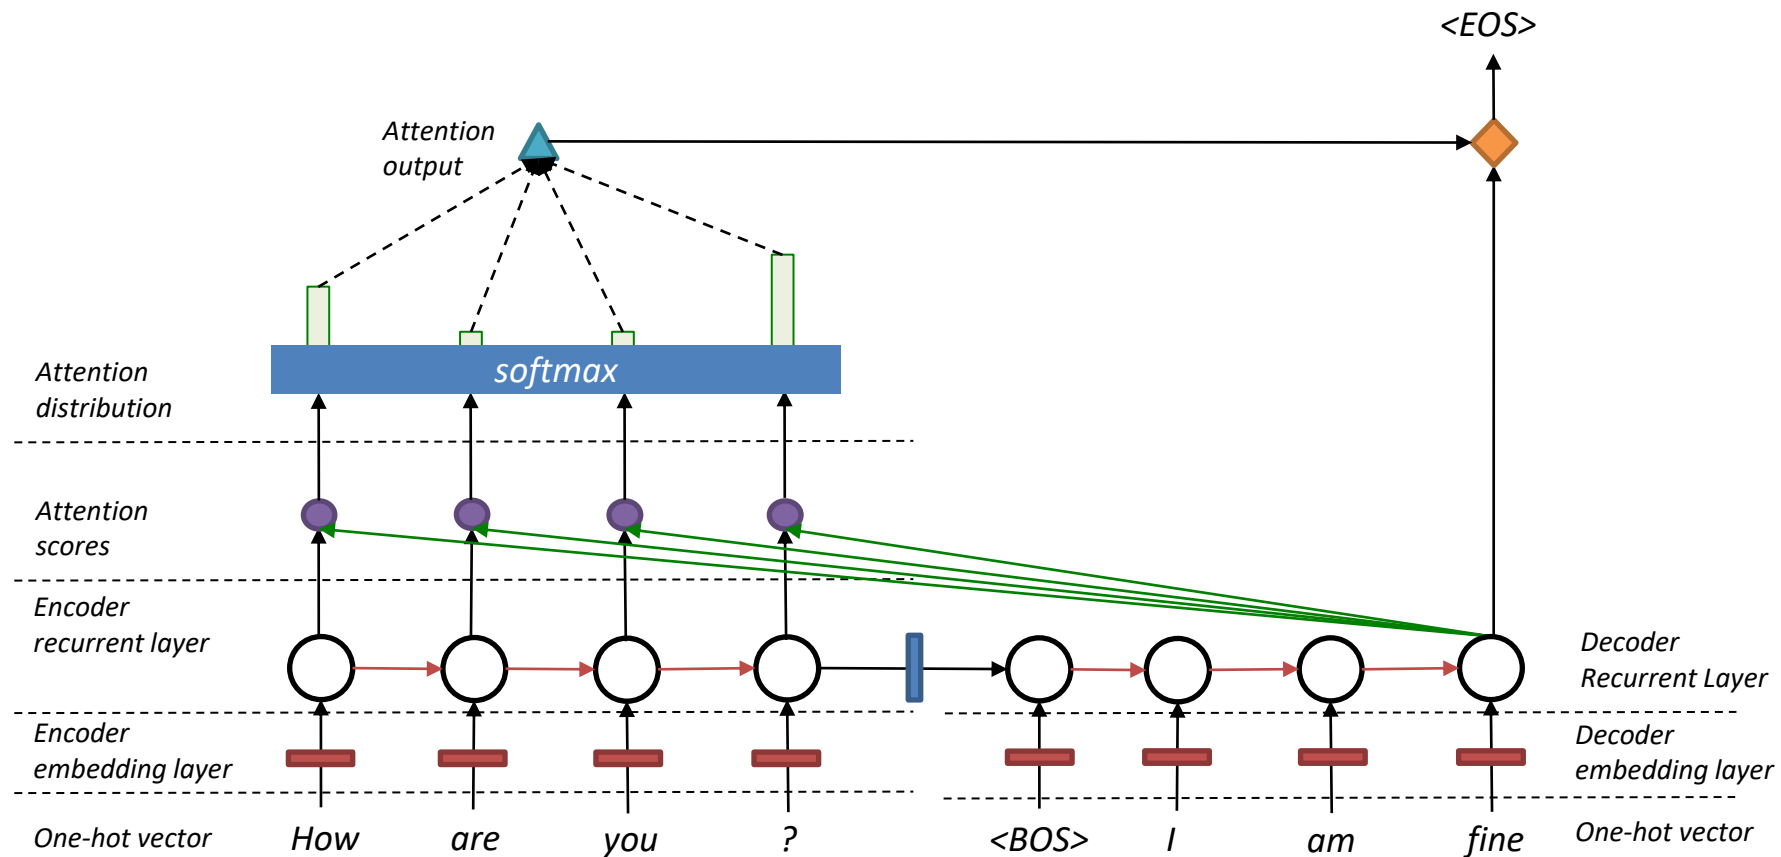 <EOS>
Attention
output
softmax
Attention
distribution
Attention
scores
Encoder
recurrent layer
Decoder
Recurrent Layer
Encoder
embedding layer
Decoder
embedding layer
One-hot vector How are you ? <BOS> I am fine One-hot vector